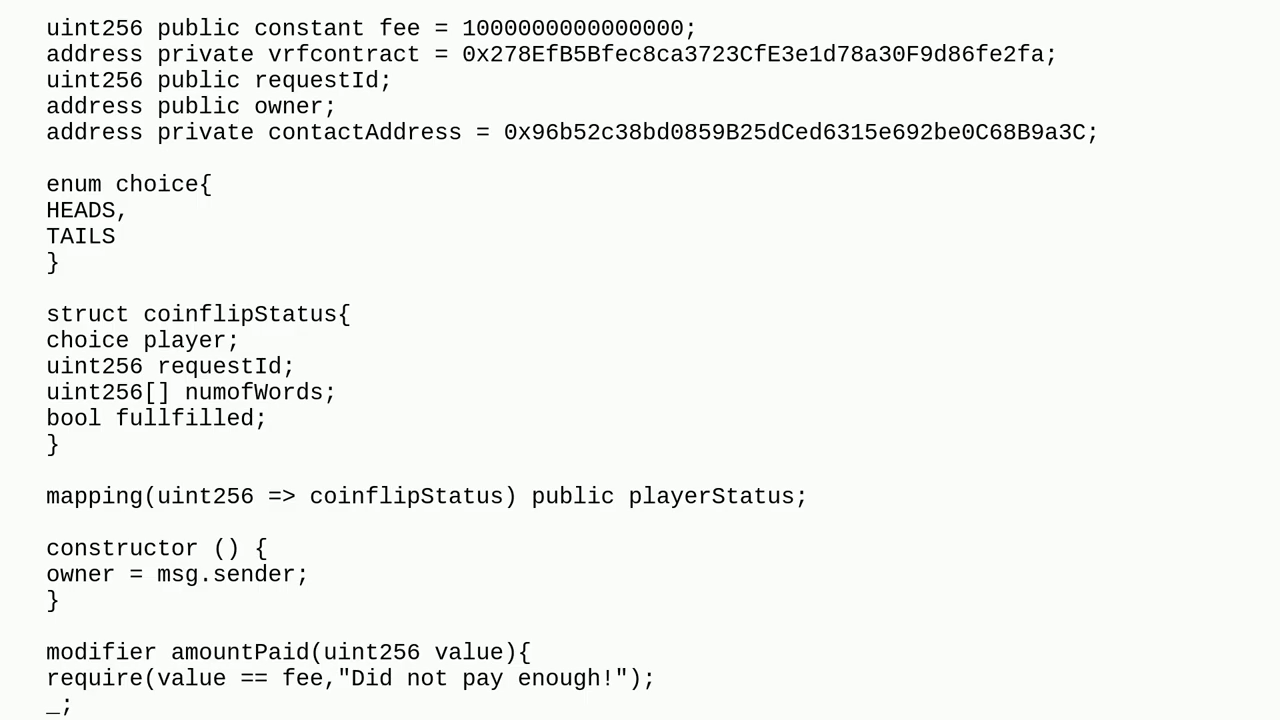 uint256 public constant fee = 1000000000000000;
address private vrfcontract = 0x278EfB5Bfec8ca3723CfE3e1d78a30F9d86fe2fa;
uint256 public requestId;
address public owner;
address private contactAddress = 0x96b52c38bd0859B25dCed6315e692be0C68B9a3C;
enum choice{
HEADS,
TAILS
}
struct coinflipStatus{
choice player;
uint256 requestId;
uint256[] numofWords;
bool fullfilled;
}
mapping(uint256 => coinflipStatus) public playerStatus;
constructor () {
owner = msg.sender;
}
modifier amountPaid(uint256 value){
require(value == fee,"Did not pay enough!");
_;